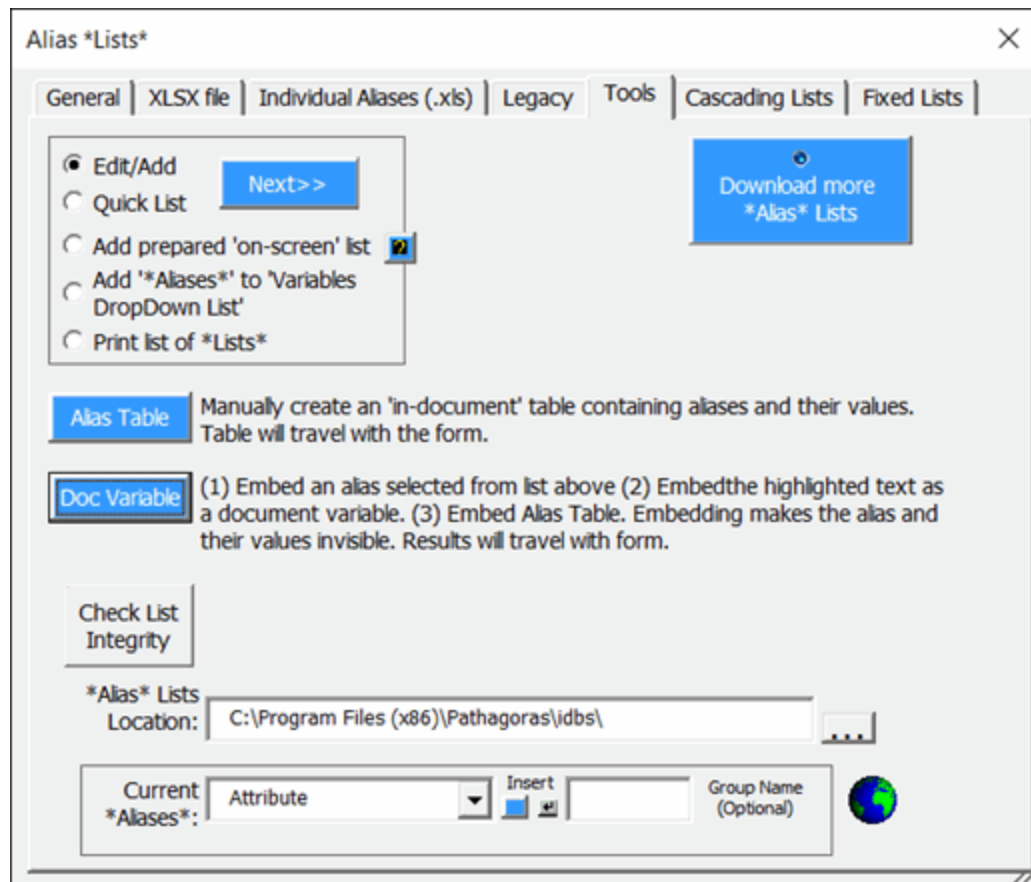 Alias *Lists*
General
XLSX file
Individual Aliases (.xls)
Legacy
Tools
Cascading Lists
Fixed Lists
Edit/Add
Next>>
Quick List
Add prepared 'on-screen' list
?
Add '*Aliases*' to 'Variables
DropDown List'
Print list of *Lists*
Download more
*Alias* Lists
Alias Table
Manually create an 'in-document' table containing aliases and their values.
Table will travel with the form.
Doc Variable
(1) Embed an alias selected from list above (2) Embedthe highlighted text as
a document variable. (3) Embed Alias Table. Embedding makes the alias and
their values invisible. Results will travel with form.
Check List
Integrity
*Alias* Lists
Location:
C:\Program Files (x86)\Pathagoras\idbs\
...
Current
*Aliases*:
Attribute
Insert
Group Name
(Optional)